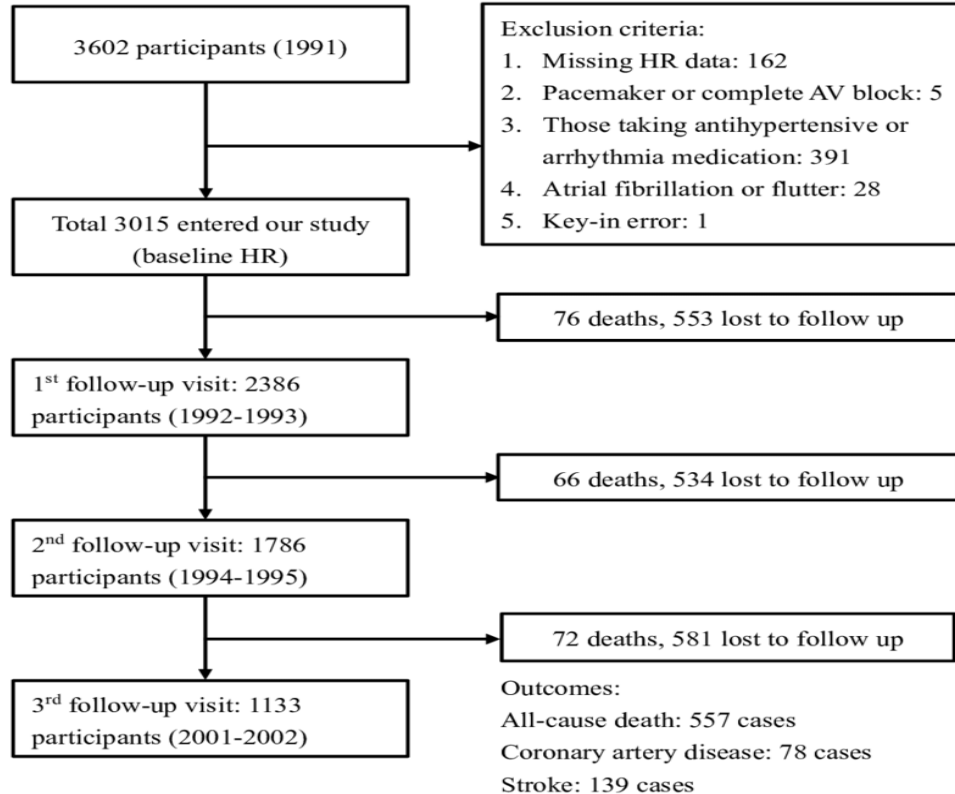 3602 participants (1991)
Exclusion criteria:
1. Missing HR data: 162
2. Pacemaker or complete AV block: 5
3. Those taking antihypertensive or
arrhythmia medication: 391
4. Atrial fibrillation or flutter: 28
5. Key-in error: 1
Total 3015 entered our study
(baseline HR)
76 deaths, 553 lost to follow up
1st follow-up visit: 2386
participants (1992-1993)
66 deaths, 534 lost to follow up
2nd follow-up visit: 1786
participants (1994-1995)
72 deaths, 581 lost to follow up
3rd follow-up visit: 1133
participants (2001-2002)
Outcomes:
All-cause death: 557 cases
Coronary artery disease: 78 cases
Stroke: 139 cases